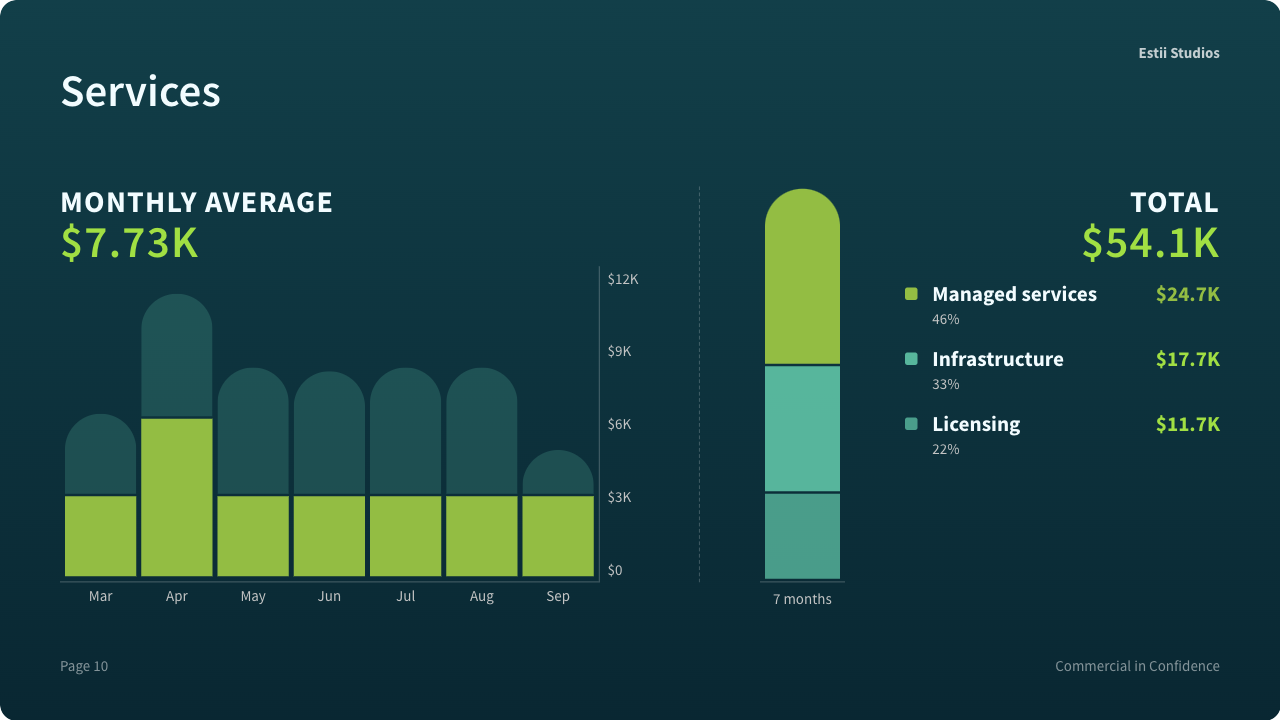 Estii Studios
Services
MONTHLY AVERAGE
$7.73K
$12K
$9K
$6K
$3K
$0
Mar Apr May Jun Jul Aug Sep
7 months
TOTAL
$54.1K
Managed services $24.7K
46%
Infrastructure $17.7K
33%
Licensing $11.7K
22%
Page 10
Commercial in Confidence